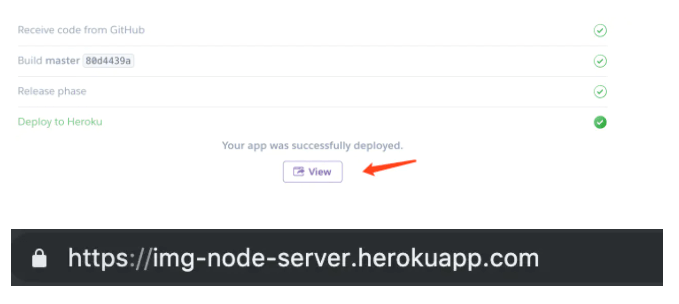 Receive code from GitHub
Build master 80d4439a
Release phase
Deploy to Heroku
Your app was successfully deployed.
View
https://img-node-server.herokuapp.com